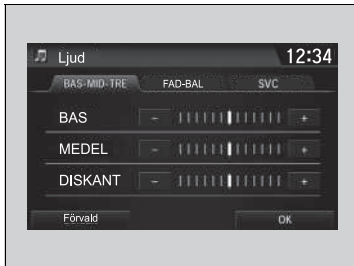 Ljud 12:34
BAS-MID-TRE FAD-BAL SVC
BAS - +
MEDEL - +
DISKANT - +
Förvald OK